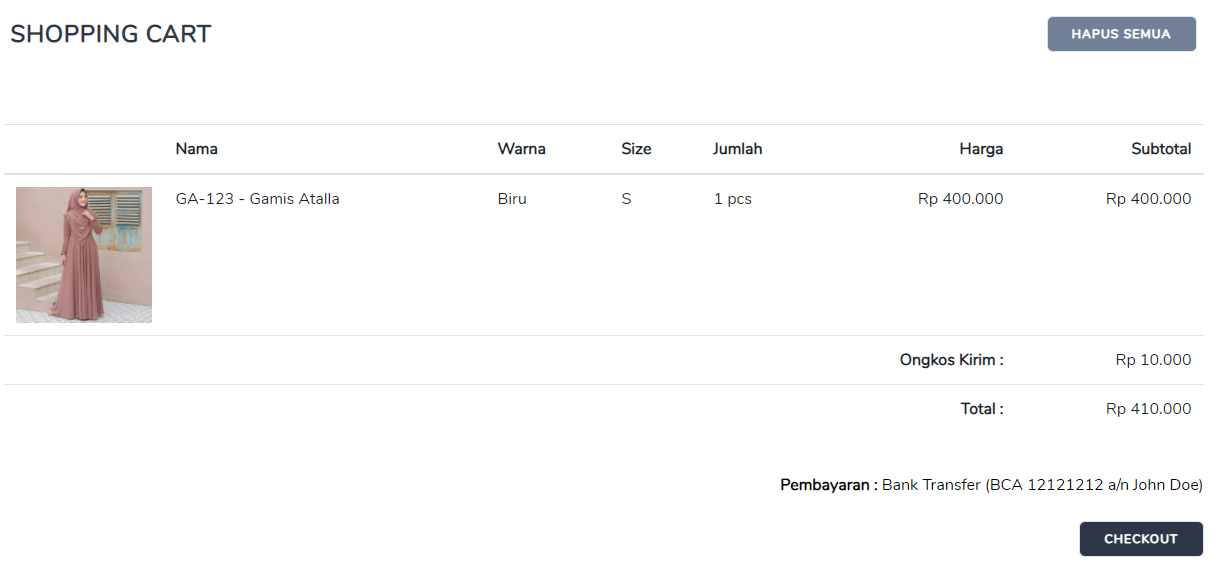 SHOPPING CART
HAPUS SEMUA
Nama Warna Size Jumlah Harga Subtotal
GA-123 - Gamis Atalla Biru S 1 pcs Rp 400.000 Rp 400.000
Ongkos Kirim : Rp 10.000
Total : Rp 410.000
Pembayaran : Bank Transfer (BCA 12121212 a/n John Doe)
CHECKOUT